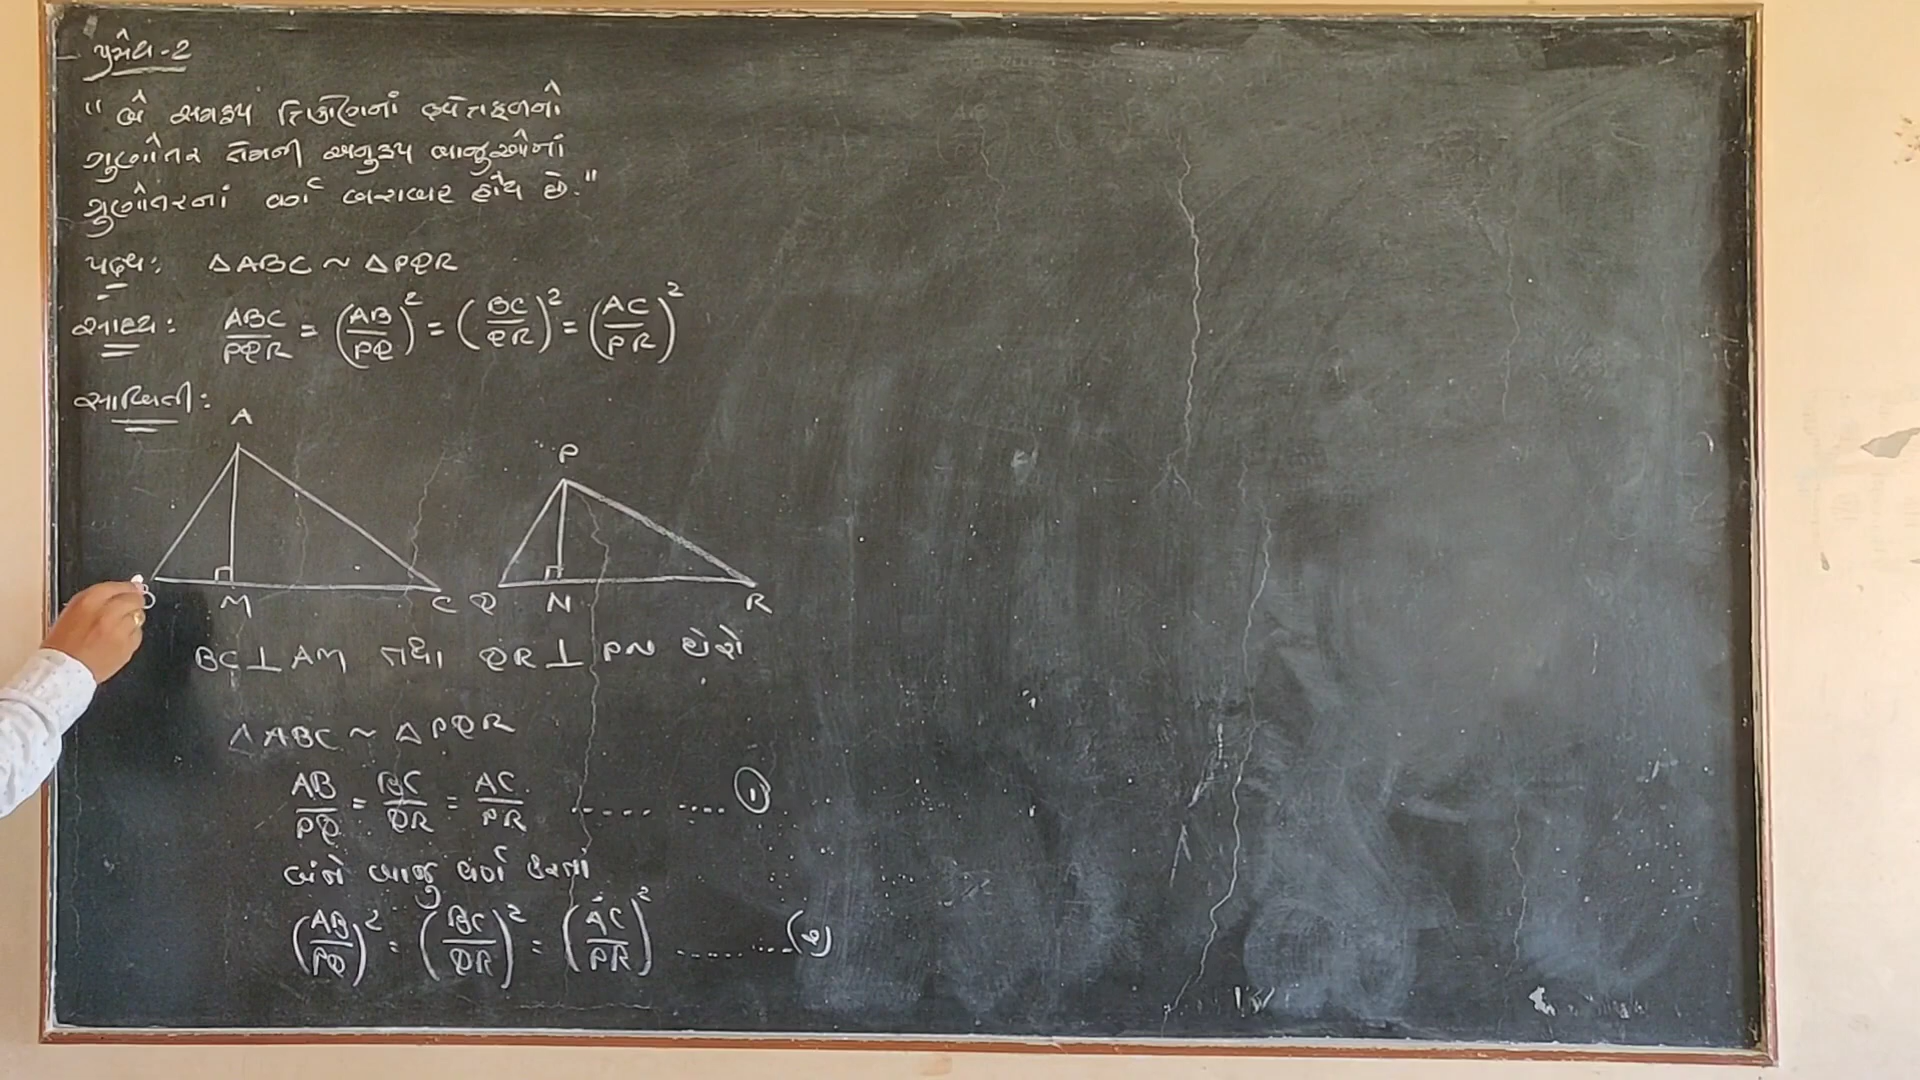 પ્રમેય-2
"બે સમરૂપ ત્રિકોણનાં ક્ષેત્રફળનો
ગુણોત્તર તેમની અનુરૂપ બાજુઓનાં
ગુણોતરનાં વર્ગ બરાબર હોય છે."
પક્ષ: △ABC ~ △PQR
સાધ્ય: ABC/PQR = (AB/PQ)² = (BC/QR)² = (AC/PR)²
સાબિતી:
A
P
B M C Q N R
BC⊥AM તથા QR⊥PN દોરો
△ABC ~ △PQR
AB/PQ = BC/QR = AC/PR ...... .... ①
બંને બાજુ વર્ગ કરતાં
(AB/PQ)² = (BC/QR)² = (AC/PR)² .........(૨)